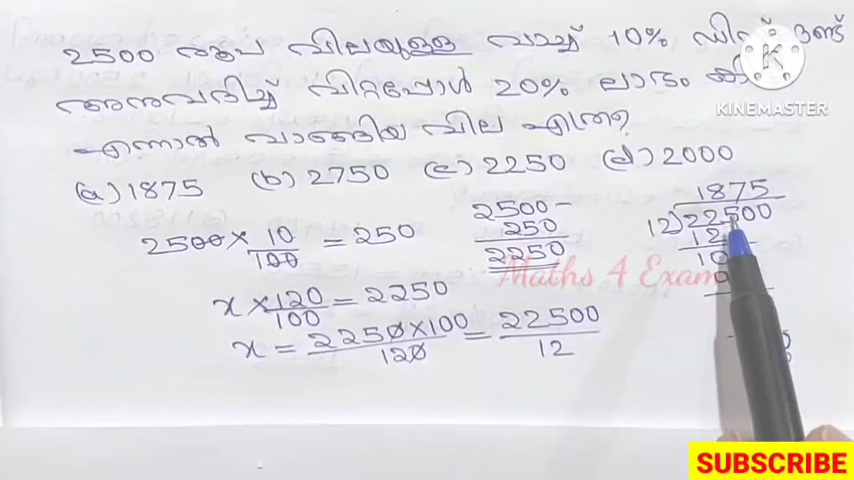 2500 രൂപ വിലയുള്ള വാച്ച് 10% ണ്ട്
അനുവദിച്ച് വിറ്റപ്പോൾ 20% ലാഭം
എന്നാൽ വാങ്ങിയ വില എത്ര?
(a) 1875 (b) 2750 (c) 2250 (d) 2000
2500 × 10/100 = 250
2500 -
250
2250
1875
12) 22500
12
10
x × 120/100 = 2250
x = 2250 × 100/120 = 22500/12
Maths 4 Exam
KINEMASTER
SUBSCRIBE